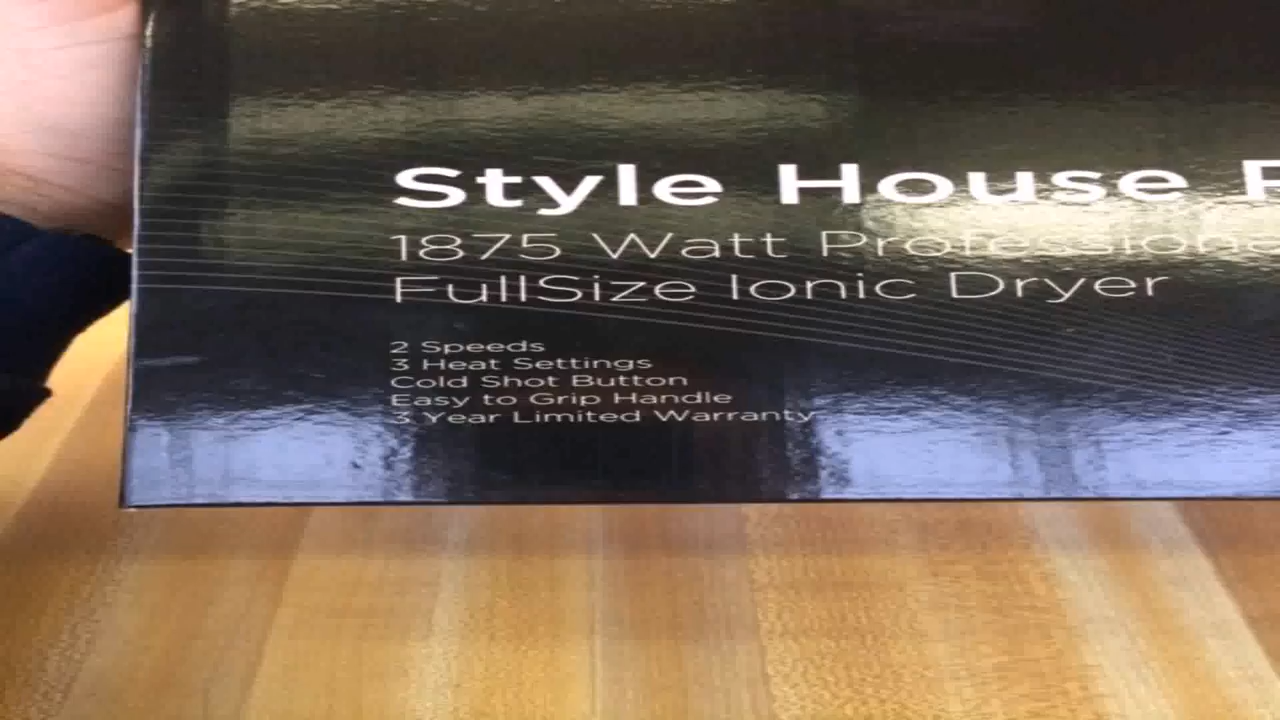 Style House
1875 Watt
FullSize Ionic Dryer
2 Speeds
3 Heat Settings
Cold Shot Button
Easy to Grip Handle
3 Year Limited Warranty